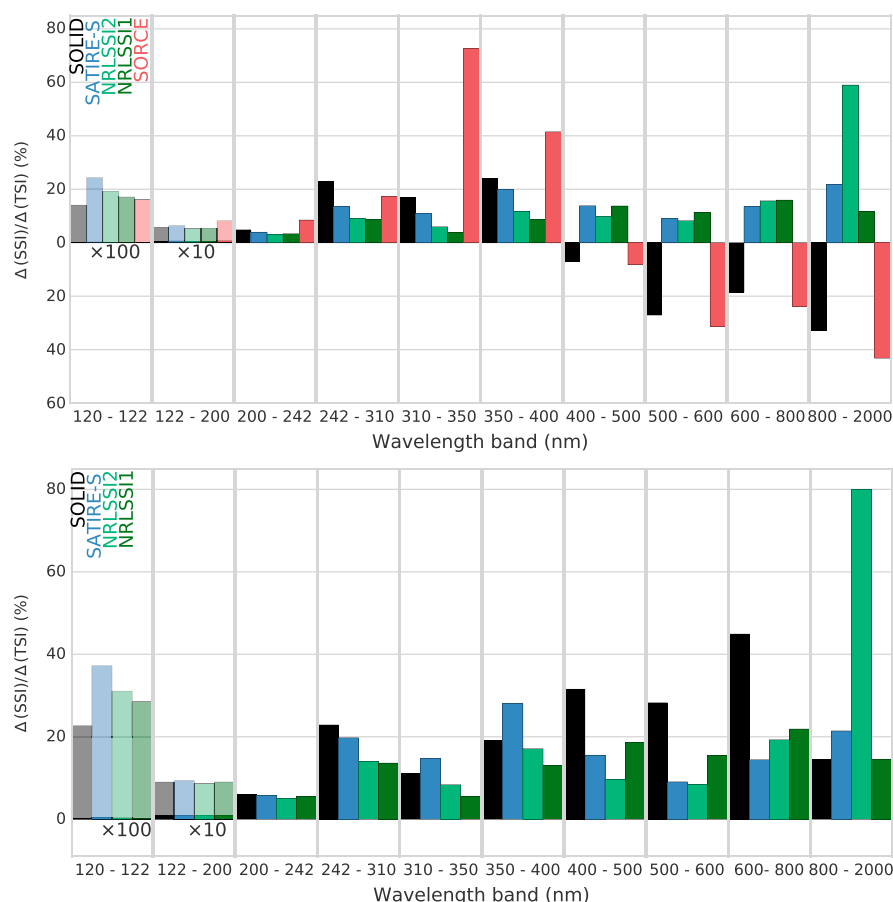 80
60
40
20
0
20
40
60
Δ(SSI)/Δ(TSI) (%)
SOLID
SATIRE-S
NRLSSI2
NRLSSI1
SORCE
×100
×10
120 - 122
122 - 200
200 - 242
242 - 310
310 - 350
350 - 400
400 - 500
500 - 600
600 - 800
800 - 2000
Wavelength band (nm)
80
60
40
20
0
Δ(SSI)/Δ(TSI) (%)
SOLID
SATIRE-S
NRLSSI2
NRLSSI1
×100
×10
120 - 122
122 - 200
200 - 242
242 - 310
310 - 350
350 - 400
400 - 500
500 - 600
600- 800
800 - 2000
Wavelength band (nm)